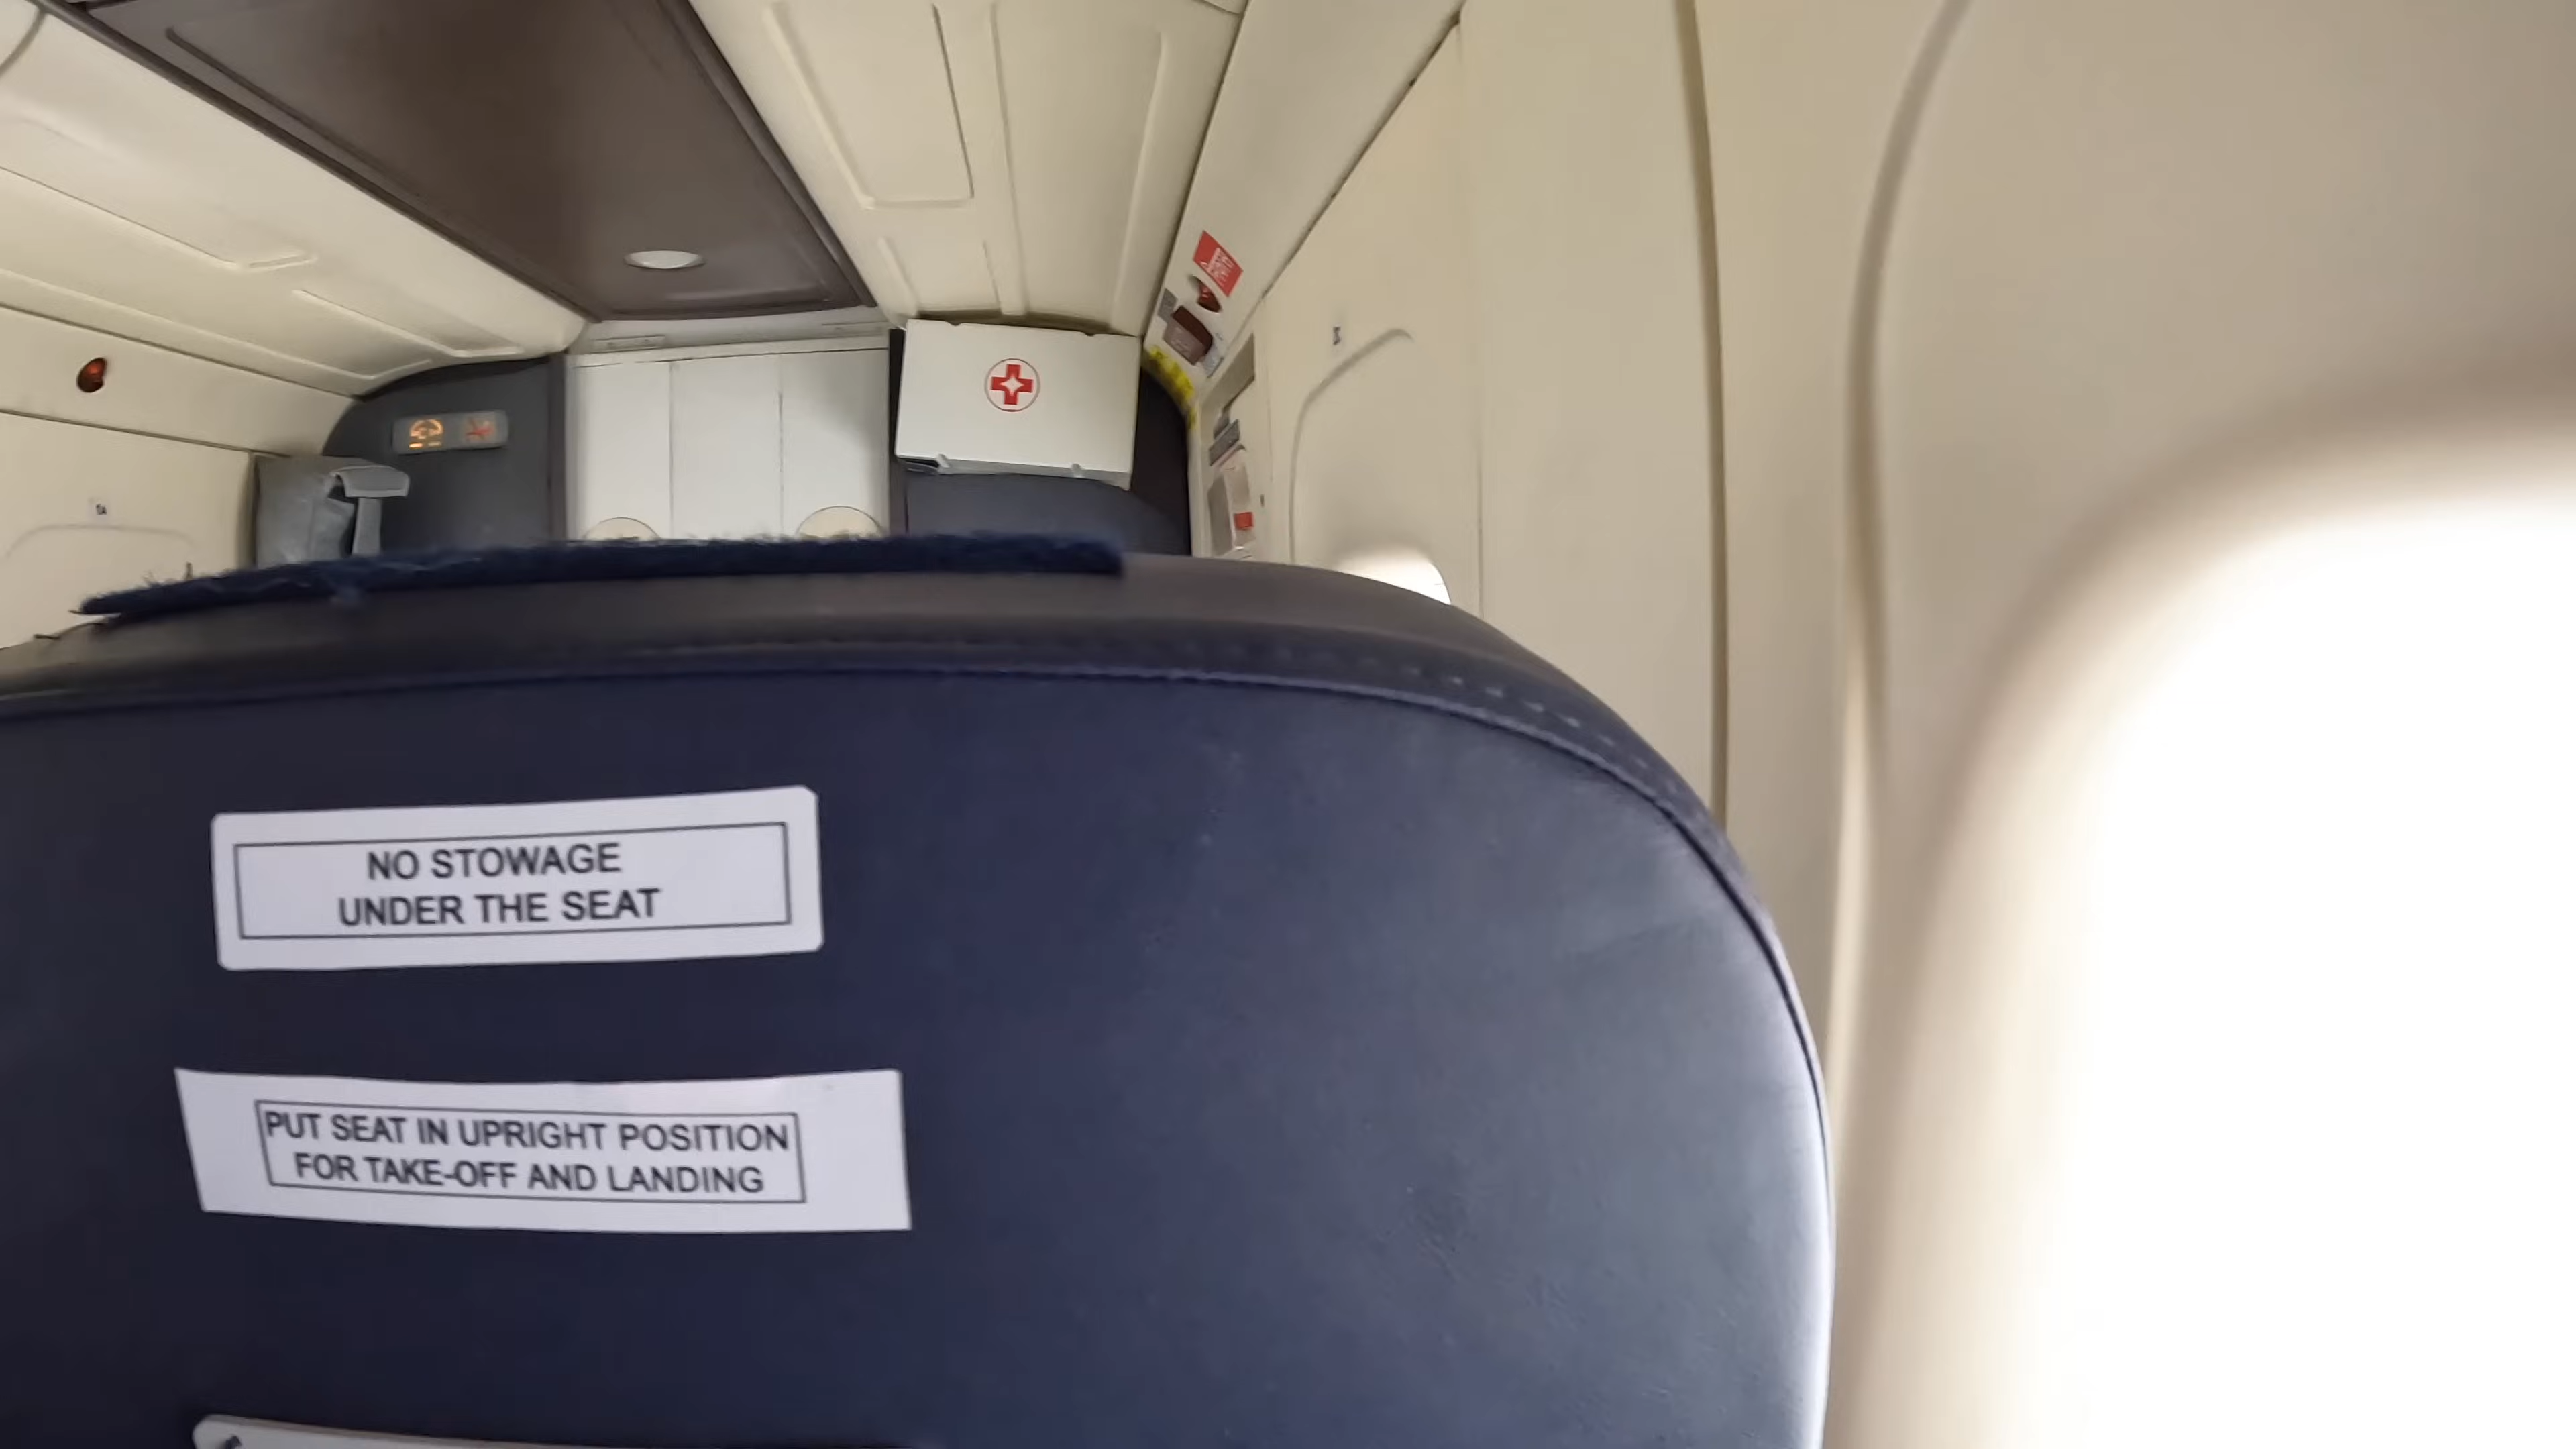 NO STOWAGE
UNDER THE SEAT
PUT SEAT IN UPRIGHT POSITION
FOR TAKE-OFF AND LANDING